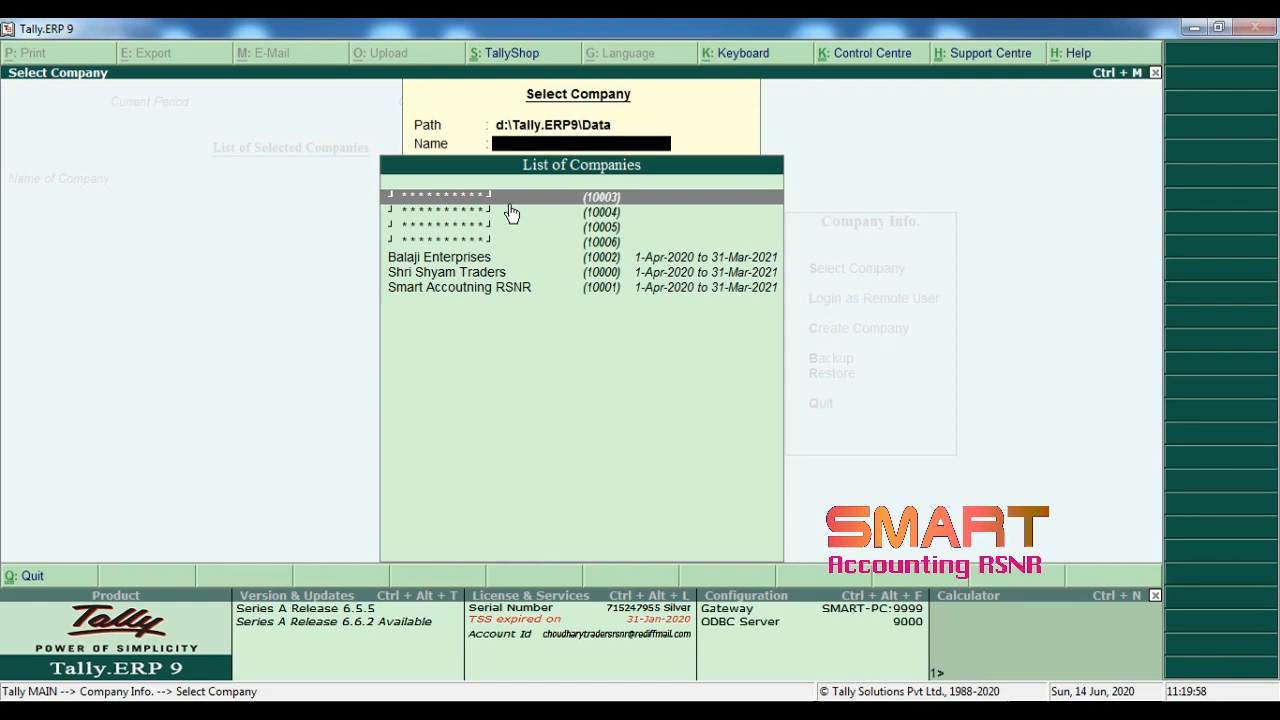 Tally.ERP 9
P: Print E: Export M: E-Mail O: Upload S: TallyShop G: Language K: Keyboard K: Control Centre H: Support Centre H: Help
Select Company Ctrl + M
Current Period
List of Selected Companies
Name of Company
Select Company
Path : d:\Tally.ERP9\Data
Name :
List of Companies
┘ **********┘ (10003)
┘ **********┘ (10004)
┘ **********┘ (10005)
┘ **********┘ (10006)
Balaji Enterprises (10002) 1-Apr-2020 to 31-Mar-2021
Shri Shyam Traders (10000) 1-Apr-2020 to 31-Mar-2021
Smart Accoutning RSNR (10001) 1-Apr-2020 to 31-Mar-2021
Company Info.
Select Company
Login as Remote User
Create Company
Backup
Restore
Quit
SMART
Accounting RSNR
Q: Quit
Product
Tally
POWER OF SIMPLICITY
Tally.ERP 9
Version & Updates Ctrl + Alt + T
Series A Release 6.5.5
Series A Release 6.6.2 Available
License & Services Ctrl + Alt + L
Serial Number 715247955 Silver
TSS expired on 31-Jan-2020
Account Id choudharytradersrsnr@rediffmail.com
Configuration Ctrl + Alt + F
Gateway SMART-PC:9999
ODBC Server 9000
Calculator Ctrl + N
1>
Tally MAIN --> Company Info. --> Select Company © Tally Solutions Pvt Ltd., 1988-2020 Sun, 14 Jun, 2020 11:19:58